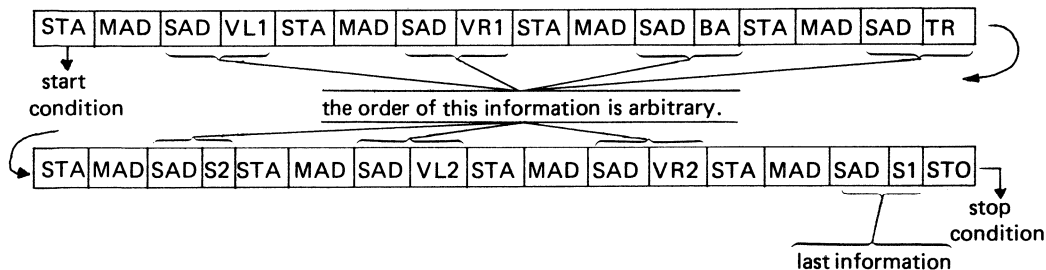 STA MAD SAD VL1 STA MAD SAD VR1 STA MAD SAD BA STA MAD SAD TR
start
condition
the order of this information is arbitrary.
STA MAD SAD S2 STA MAD SAD VL2 STA MAD SAD VR2 STA MAD SAD S1 STO
stop
condition
last information